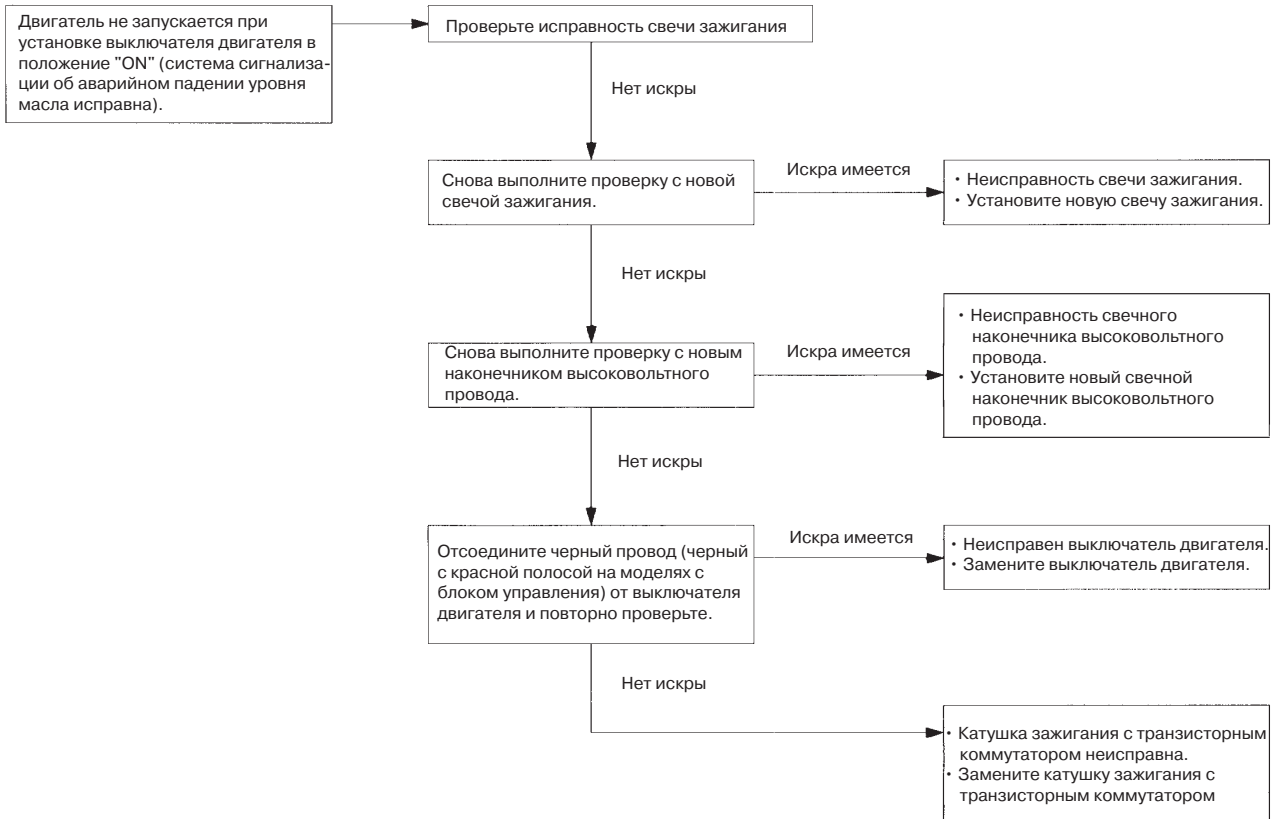 Двигатель не запускается при
установке выключателя двигателя в
положение "ON" (система сигнализа-
ции об аварийном падении уровня
масла исправна).
Проверьте исправность свечи зажигания
Нет искры
Снова выполните проверку с новой
свечой зажигания.
Искра имеется
· Неисправность свечи зажигания.
· Установите новую свечу зажигания.
Нет искры
Снова выполните проверку с новым
наконечником высоковольтного
провода.
Искра имеется
· Неисправность свечного
наконечника высоковольтного
провода.
· Установите новый свечной
наконечник высоковольтного
провода.
Нет искры
Отсоедините черный провод (черный
с красной полосой на моделях с
блоком управления) от выключателя
двигателя и повторно проверьте.
Искра имеется
· Неисправен выключатель двигателя.
· Замените выключатель двигателя.
Нет искры
· Катушка зажигания с транзисторным
коммутатором неисправна.
· Замените катушку зажигания с
транзисторным коммутатором